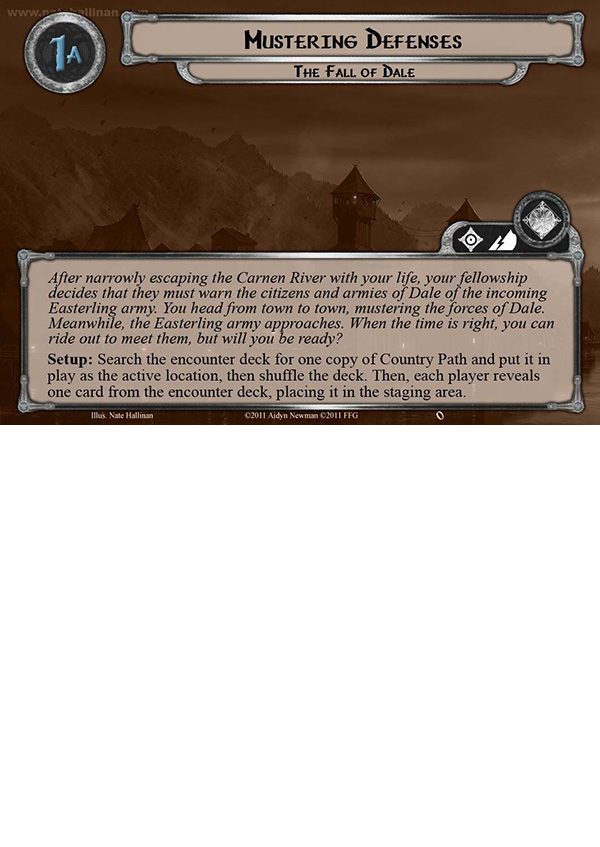 www.natehallinan.com
1A
Mustering Defenses
The Fall of Dale
After narrowly escaping the Carnen River with your life, your fellowship
decides that they must warn the citizens and armies of Dale of the incoming
Easterling army. You head from town to town, mustering the forces of Dale.
Meanwhile, the Easterling army approaches. When the time is right, you can
ride out to meet them, but will you be ready?
Setup: Search the encounter deck for one copy of Country Path and put it in
play as the active location, then shuffle the deck. Then, each player reveals
one card from the encounter deck, placing it in the staging area.
Illus. Nate Hallinan ©2011 Aidyn Newman ©2011 FFG 0